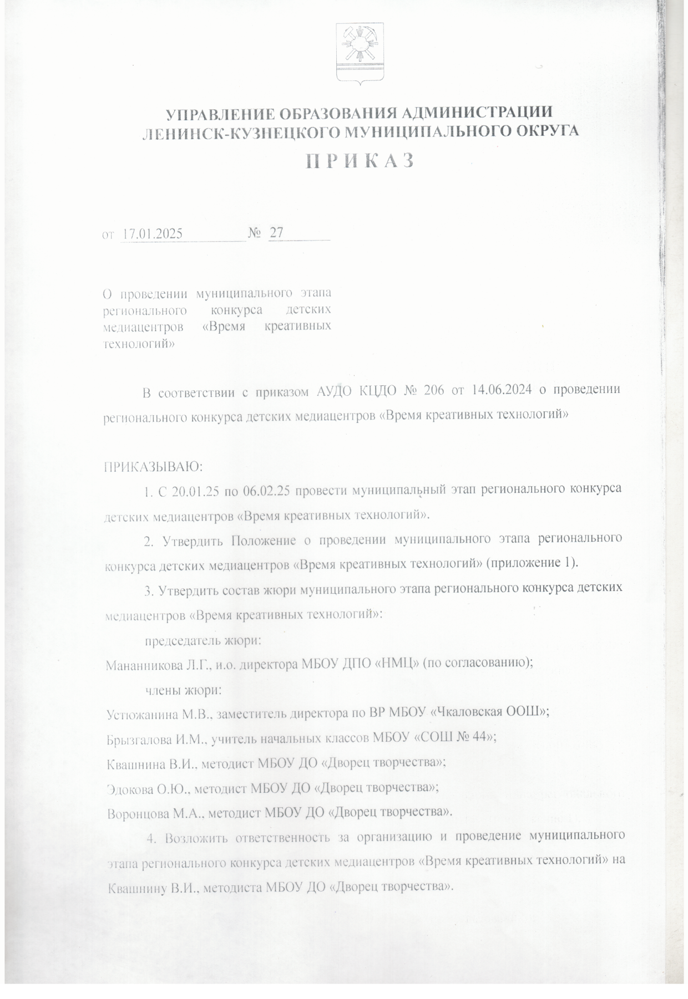 УПРАВЛЕНИЕ ОБРАЗОВАНИЯ АДМИНИСТРАЦИИ
ЛЕНИНСК-КУЗНЕЦКОГО МУНИЦИПАЛЬНОГО ОКРУГА
П Р И К А З
от 17.01.2025 № 27
О проведении муниципального этапа
регионального конкурса детских
медиацентров «Время креативных
технологий»
В соответствии с приказом АУДО КЦДО № 206 от 14.06.2024 о проведении
регионального конкурса детских медиацентров «Время креативных технологий»
ПРИКАЗЫВАЮ:
1. С 20.01.25 по 06.02.25 провести муниципальный этап регионального конкурса
детских медиацентров «Время креативных технологий».
2. Утвердить Положение о проведении муниципального этапа регионального
конкурса детских медиацентров «Время креативных технологий» (приложение 1).
3. Утвердить состав жюри муниципального этапа регионального конкурса детских
медиацентров «Время креативных технологий»:
председатель жюри:
Мананникова Л.Г., и.о. директора МБОУ ДПО «НМЦ» (по согласованию);
члены жюри:
Устюжанина М.В., заместитель директора по ВР МБОУ «Чкаловская ООШ»;
Брызгалова И.М., учитель начальных классов МБОУ «СОШ № 44»;
Квашнина В.И., методист МБОУ ДО «Дворец творчества»;
Эдокова О.Ю., методист МБОУ ДО «Дворец творчества»;
Воронцова М.А., методист МБОУ ДО «Дворец творчества».
4. Возложить ответственность за организацию и проведение муниципального
этапа регионального конкурса детских медиацентров «Время креативных технологий» на
Квашнину В.И., методиста МБОУ ДО «Дворец творчества».